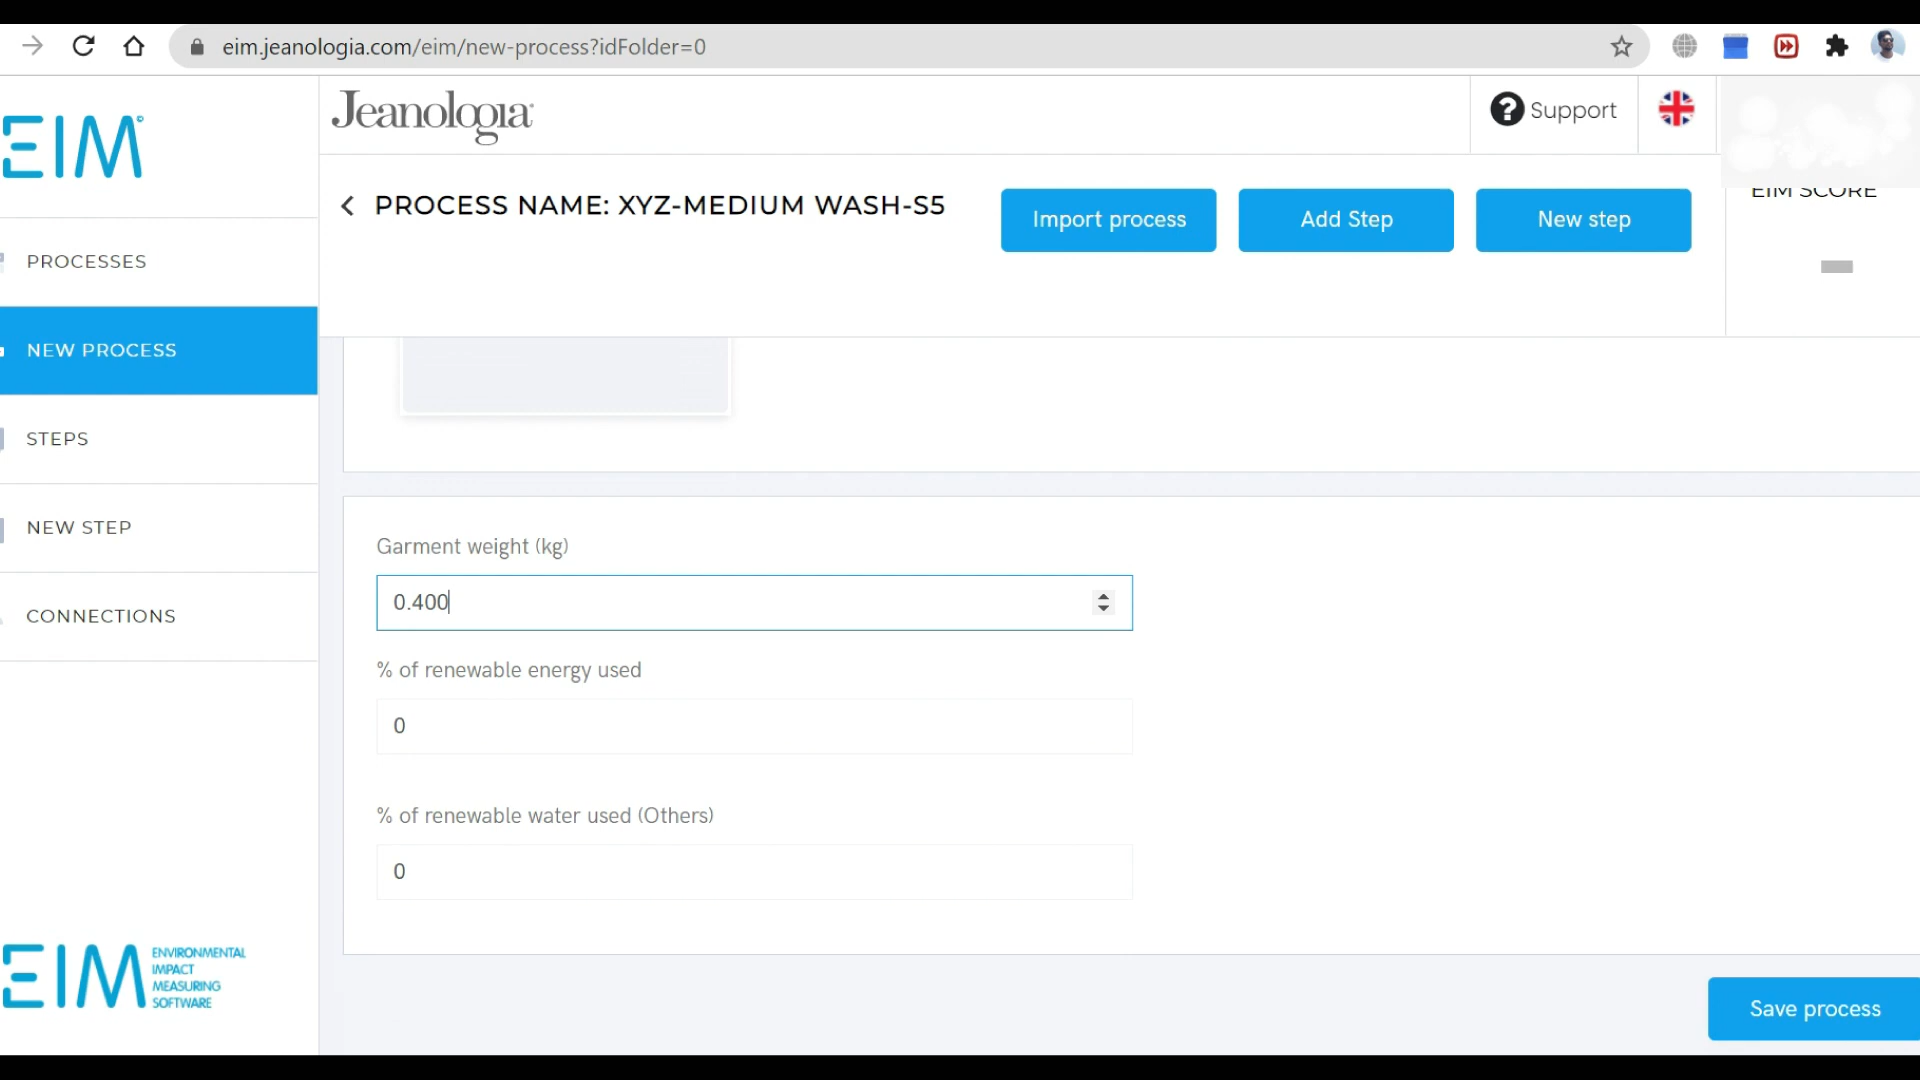 eim.jeanologia.com/eim/new-process?idFolder=0
EIM
Jeanologia
Support
PROCESS NAME: XYZ-MEDIUM WASH-S5
Import process
Add Step
New step
EIM SCORE
PROCESSES
NEW PROCESS
STEPS
NEW STEP
CONNECTIONS
Garment weight (kg)
0.400
% of renewable energy used
0
% of renewable water used (Others)
0
EIM
ENVIRONMENTAL
IMPACT
MEASURING
SOFTWARE
Save process